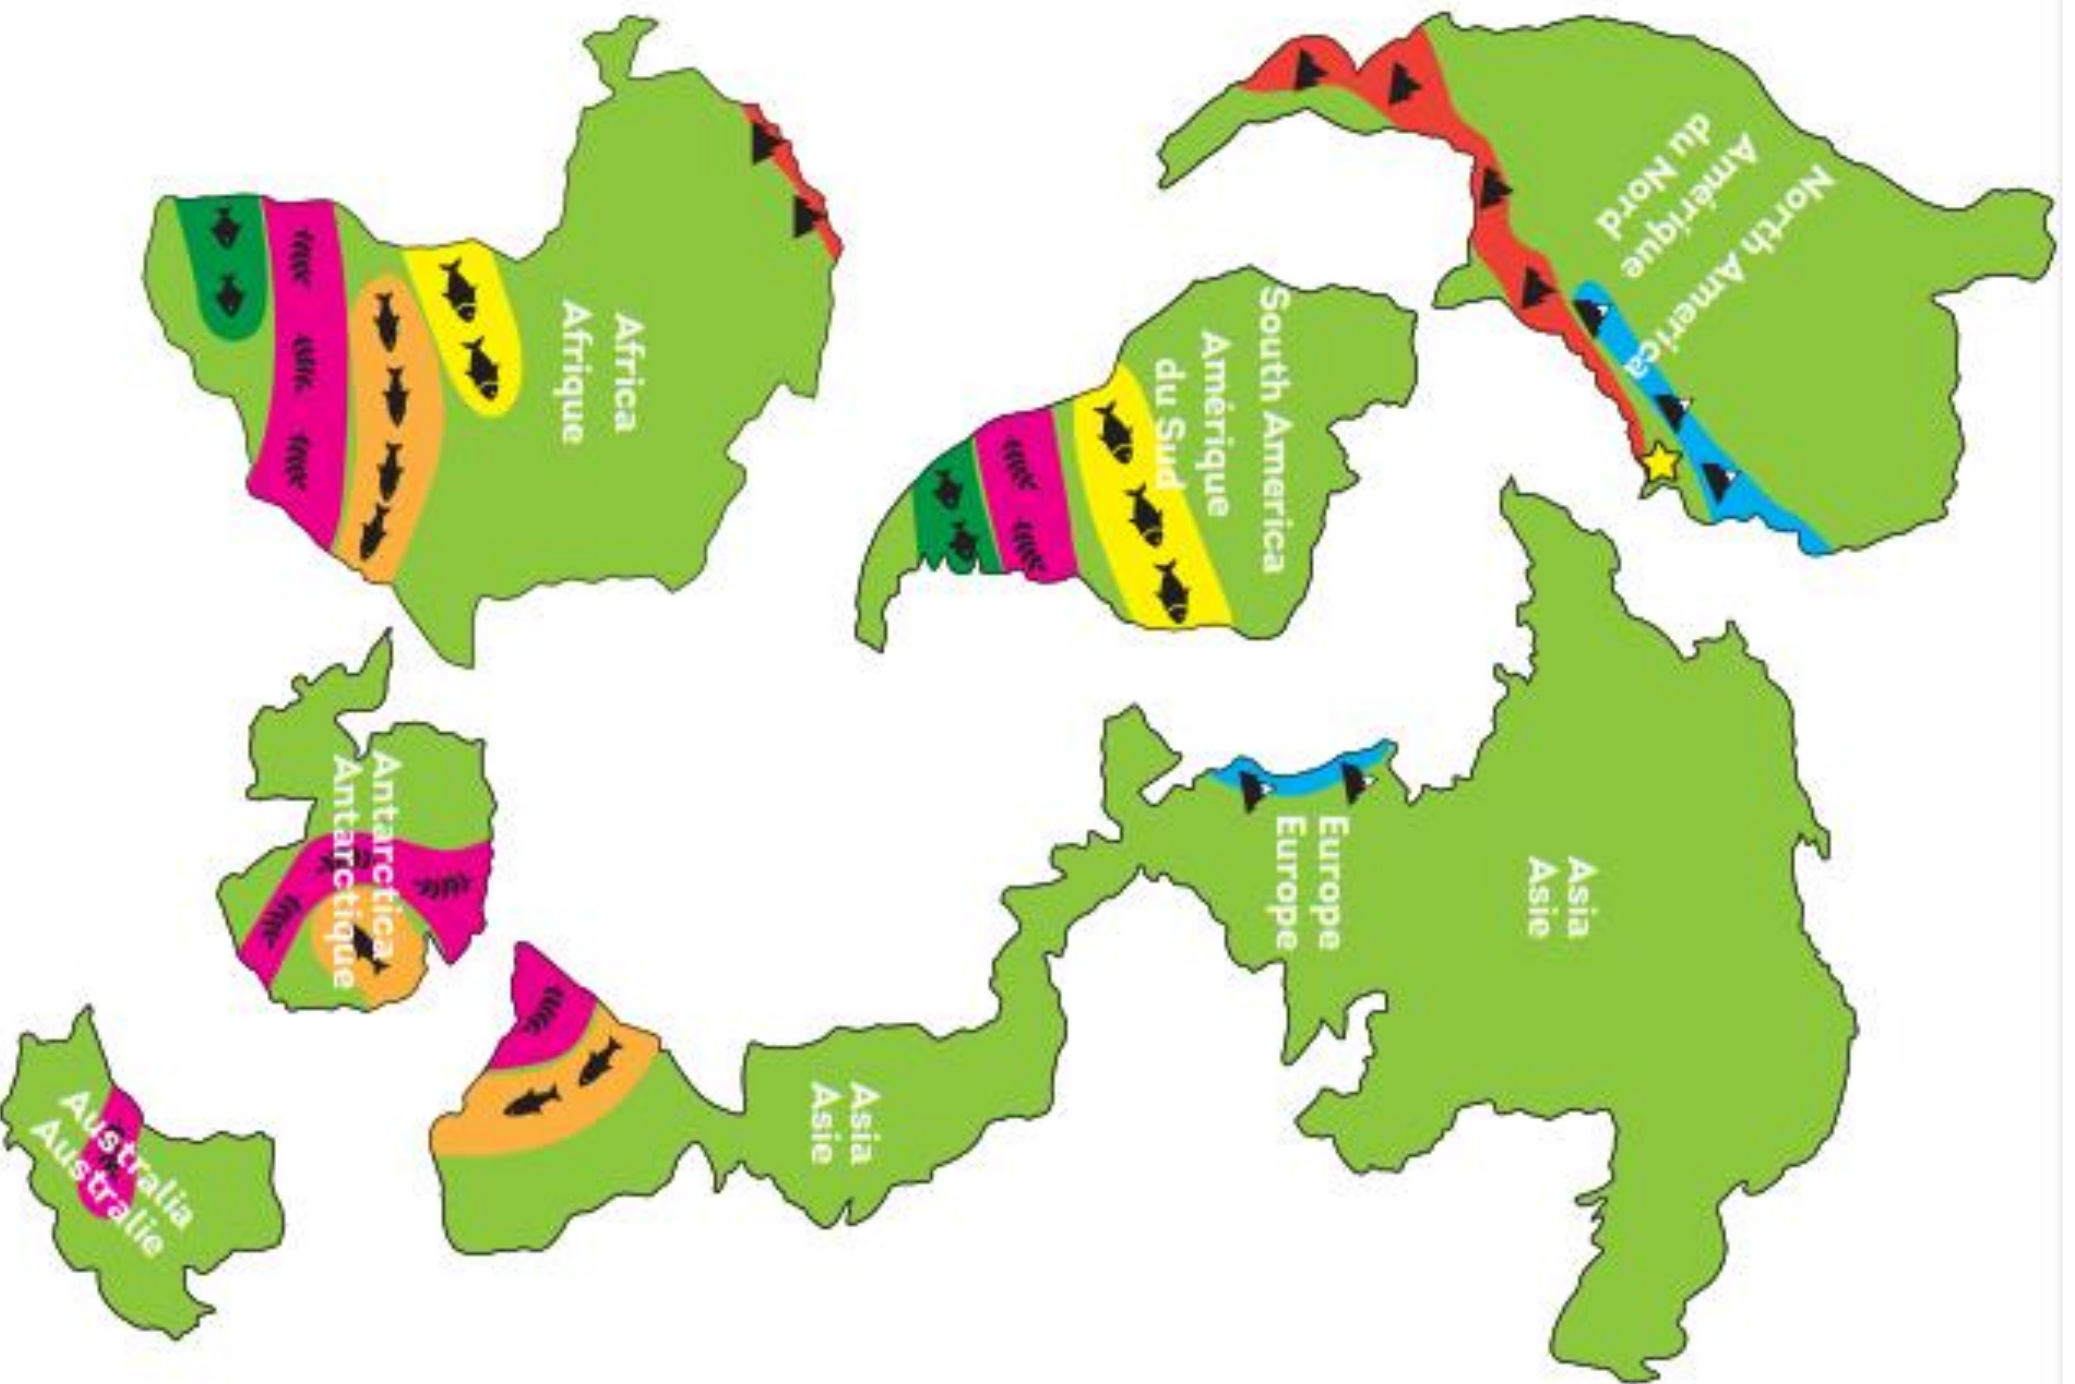 North America
Amérique
du Nord
South America
Amérique
du Sud
Africa
Afrique
Europe
Europe
Asia
Asie
Antarctica
Antarctique
Asia
Asie
Australia
Australie